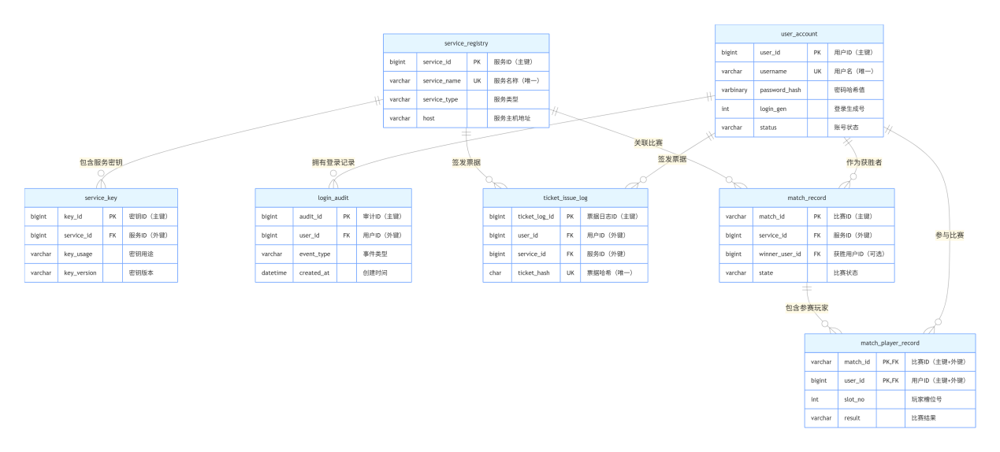 service_registry
bigint service_id PK 服务ID（主键）
varchar service_name UK 服务名称（唯一）
varchar service_type 服务类型
varchar host 服务主机地址
user_account
bigint user_id PK 用户ID（主键）
varchar username UK 用户名（唯一）
varbinary password_hash 密码哈希值
int login_gen 登录生成号
varchar status 账号状态
包含服务密钥
拥有登录记录
签发票据
关联比赛
签发票据
作为获胜者
service_key
bigint key_id PK 密钥ID（主键）
bigint service_id FK 服务ID（外键）
varchar key_usage 密钥用途
varchar key_version 密钥版本
login_audit
bigint audit_id PK 审计ID（主键）
bigint user_id FK 用户ID（外键）
varchar event_type 事件类型
datetime created_at 创建时间
ticket_issue_log
bigint ticket_log_id PK 票据日志ID（主键）
bigint user_id FK 用户ID（外键）
bigint service_id FK 服务ID（外键）
char ticket_hash UK 票据哈希（唯一）
match_record
varchar match_id PK 比赛ID（主键）
bigint service_id FK 服务ID（外键）
bigint winner_user_id FK 获胜用户ID（可选）
varchar state 比赛状态
参与比赛
包含参赛玩家
match_player_record
varchar match_id PK,FK 比赛ID（主键+外键）
bigint user_id PK,FK 用户ID（主键+外键）
int slot_no 玩家槽位号
varchar result 比赛结果